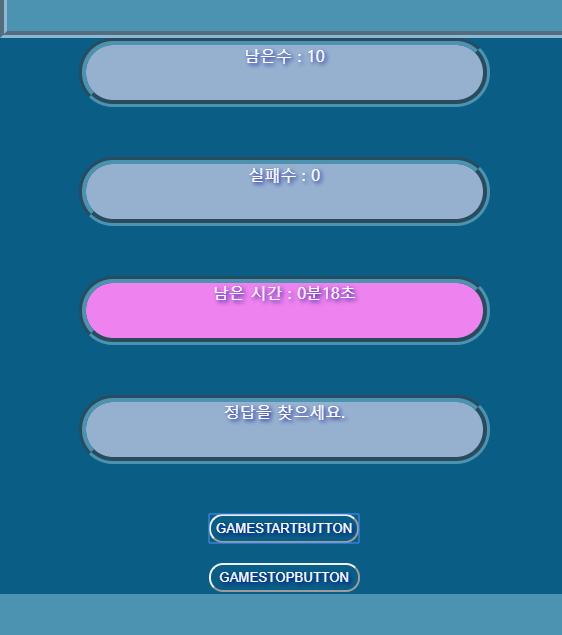 남은수 : 10
실패수 : 0
남은 시간 : 0분18초
정답을 찾으세요.
GAMESTARTBUTTON
GAMESTOPBUTTON